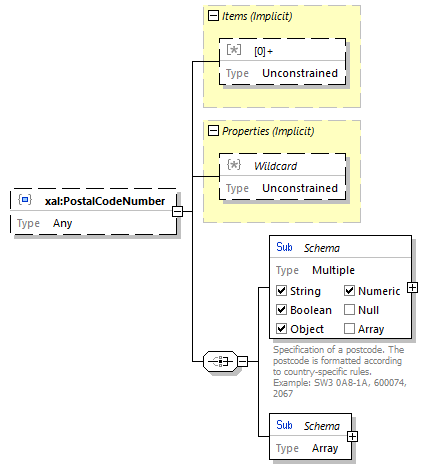 Items (Implicit)
[0]+
Type Unconstrained
Properties (Implicit)
Wildcard
Type Unconstrained
xal:PostalCodeNumber
Type Any
Sub Schema
Type Multiple
String Numeric
Boolean Null
Object Array
Specification of a postcode. The
postcode is formatted according
to country-specific rules.
Example: SW3 0A8-1A, 600074,
2067
Sub Schema
Type Array